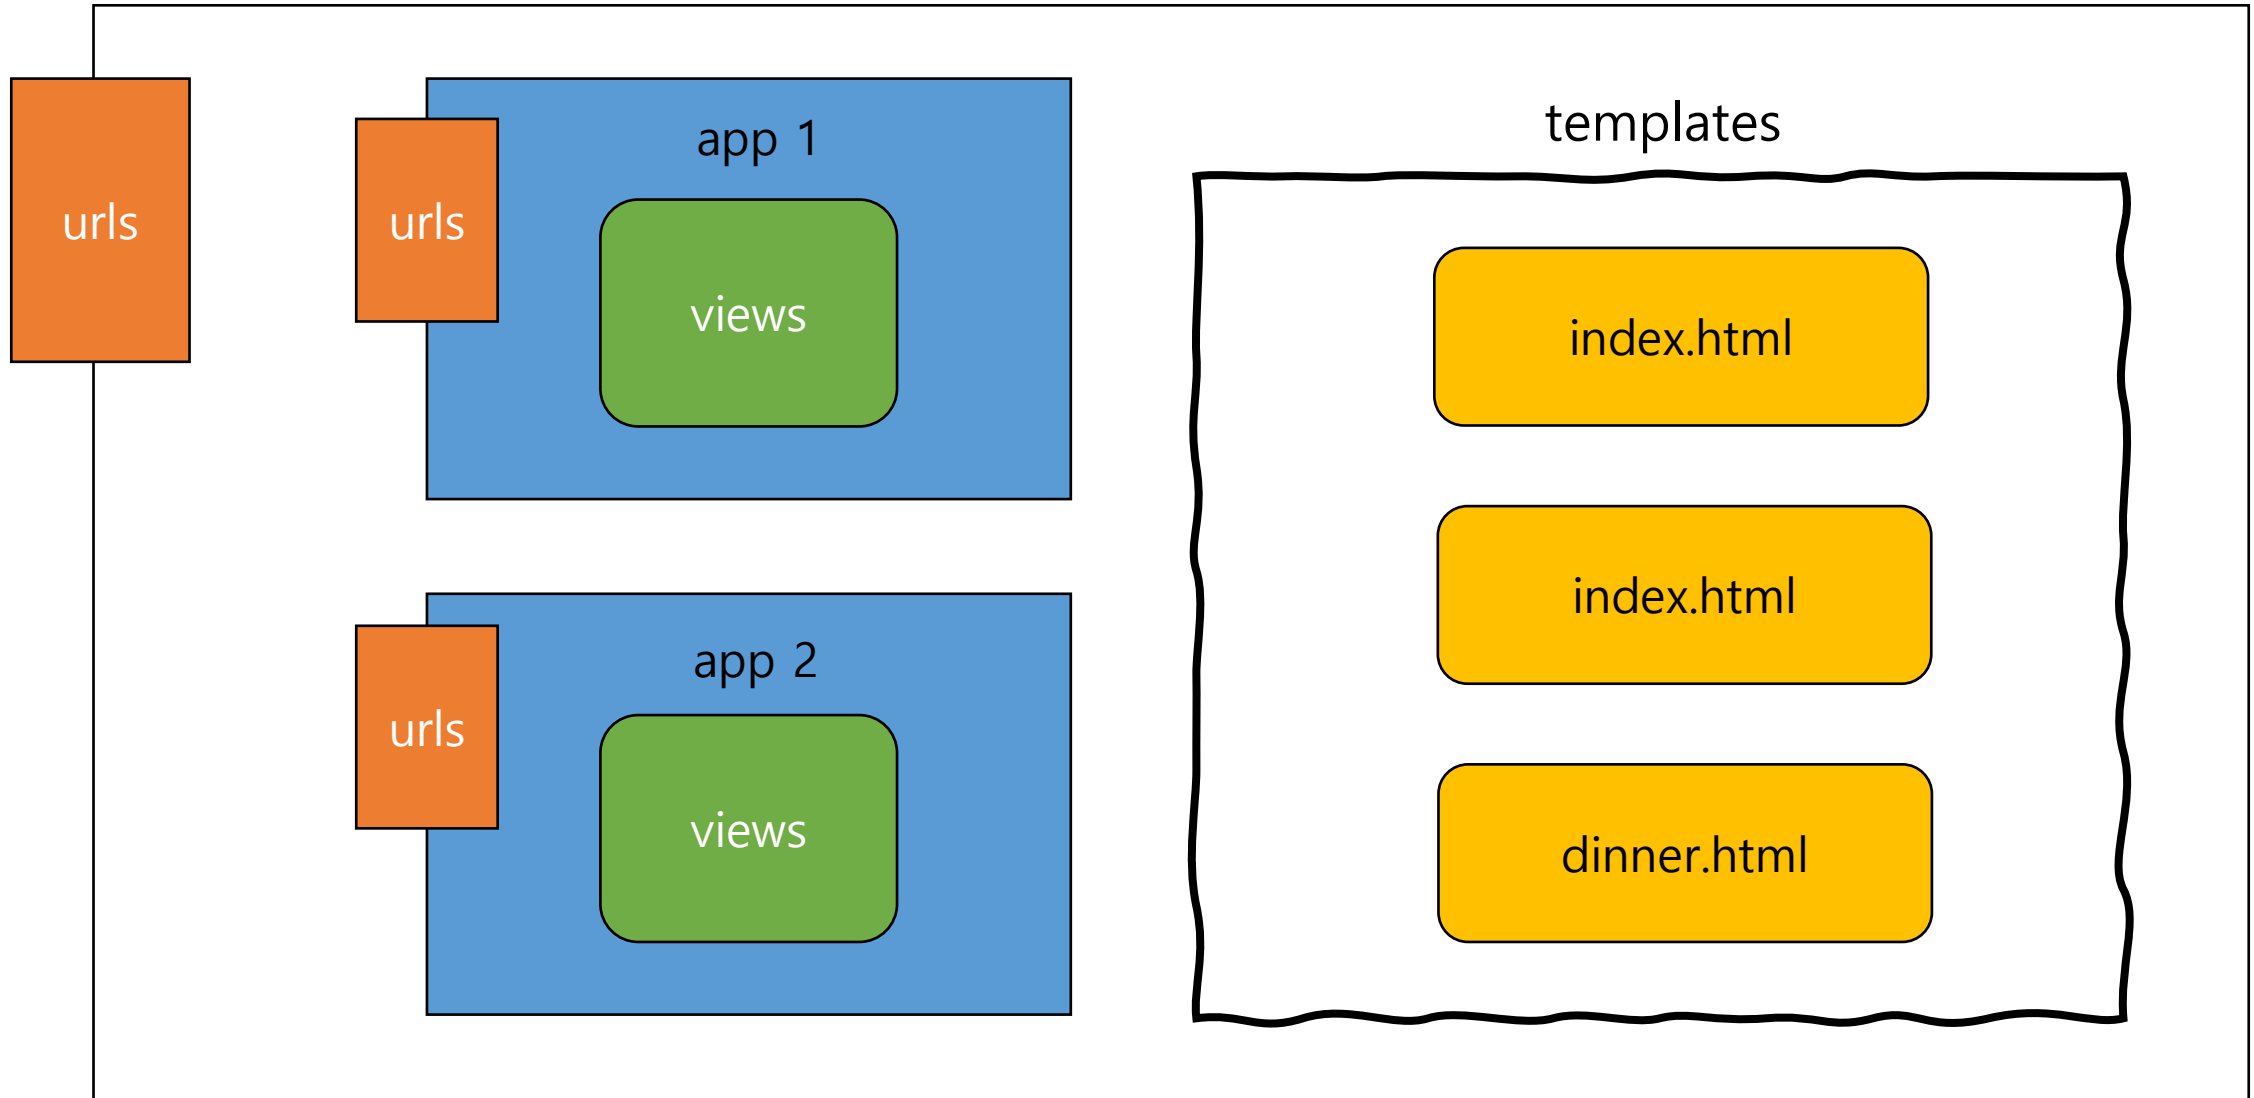 urls
urls
app 1
views
urls
app 2
views
templates
index.html
index.html
dinner.html